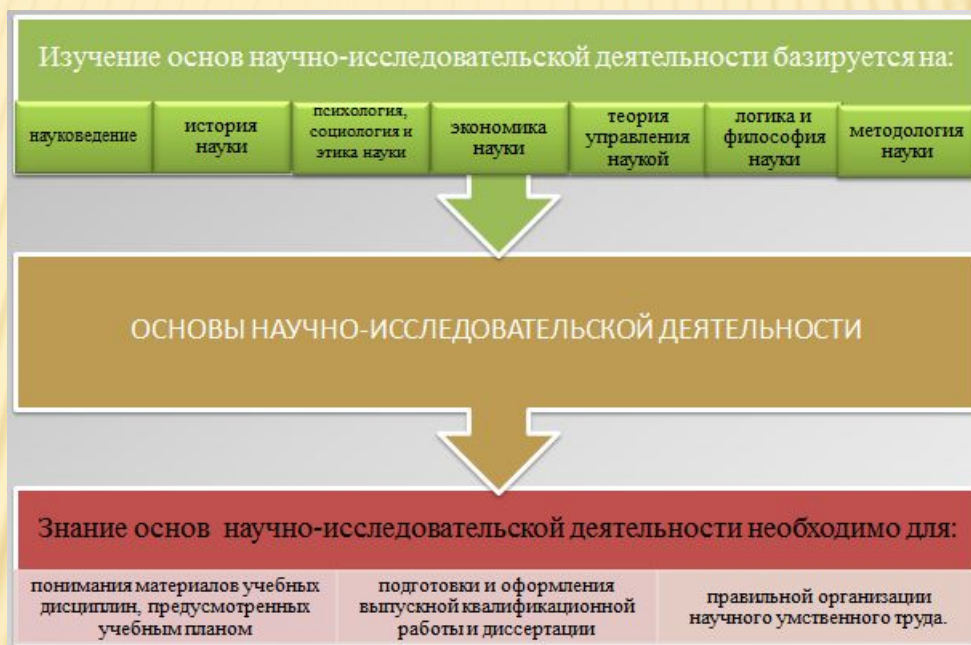 Изучение основ научно-исследовательской деятельности базируется на:
науковедение
история
науки
психология,
социология и
этика науки
экономика
науки
теория
управления
наукой
логика и
философия
науки
методология
науки
ОСНОВЫ НАУЧНО-ИССЛЕДОВАТЕЛЬСКОЙ ДЕЯТЕЛЬНОСТИ
Знание основ научно-исследовательской деятельности необходимо для:
понимания материалов учебных
дисциплин, предусмотренных
учебным планом
подготовки и оформления
выпускной квалификационной
работы и диссертации
правильной организации
научного умственного труда.